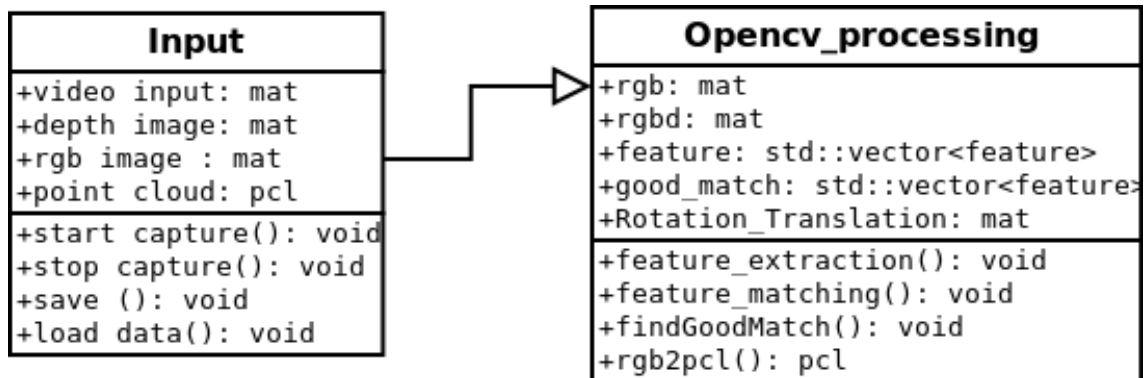 Input
+video input: mat
+depth image: mat
+rgb image : mat
+point cloud: pcl
+start capture(): void
+stop capture(): void
+save (): void
+load data(): void
Opencv_processing
+rgb: mat
+rgbd: mat
+feature: std::vector<feature>
+good_match: std::vector<feature>
+Rotation_Translation: mat
+feature_extraction(): void
+feature_matching(): void
+findGoodMatch(): void
+rgb2pcl(): pcl